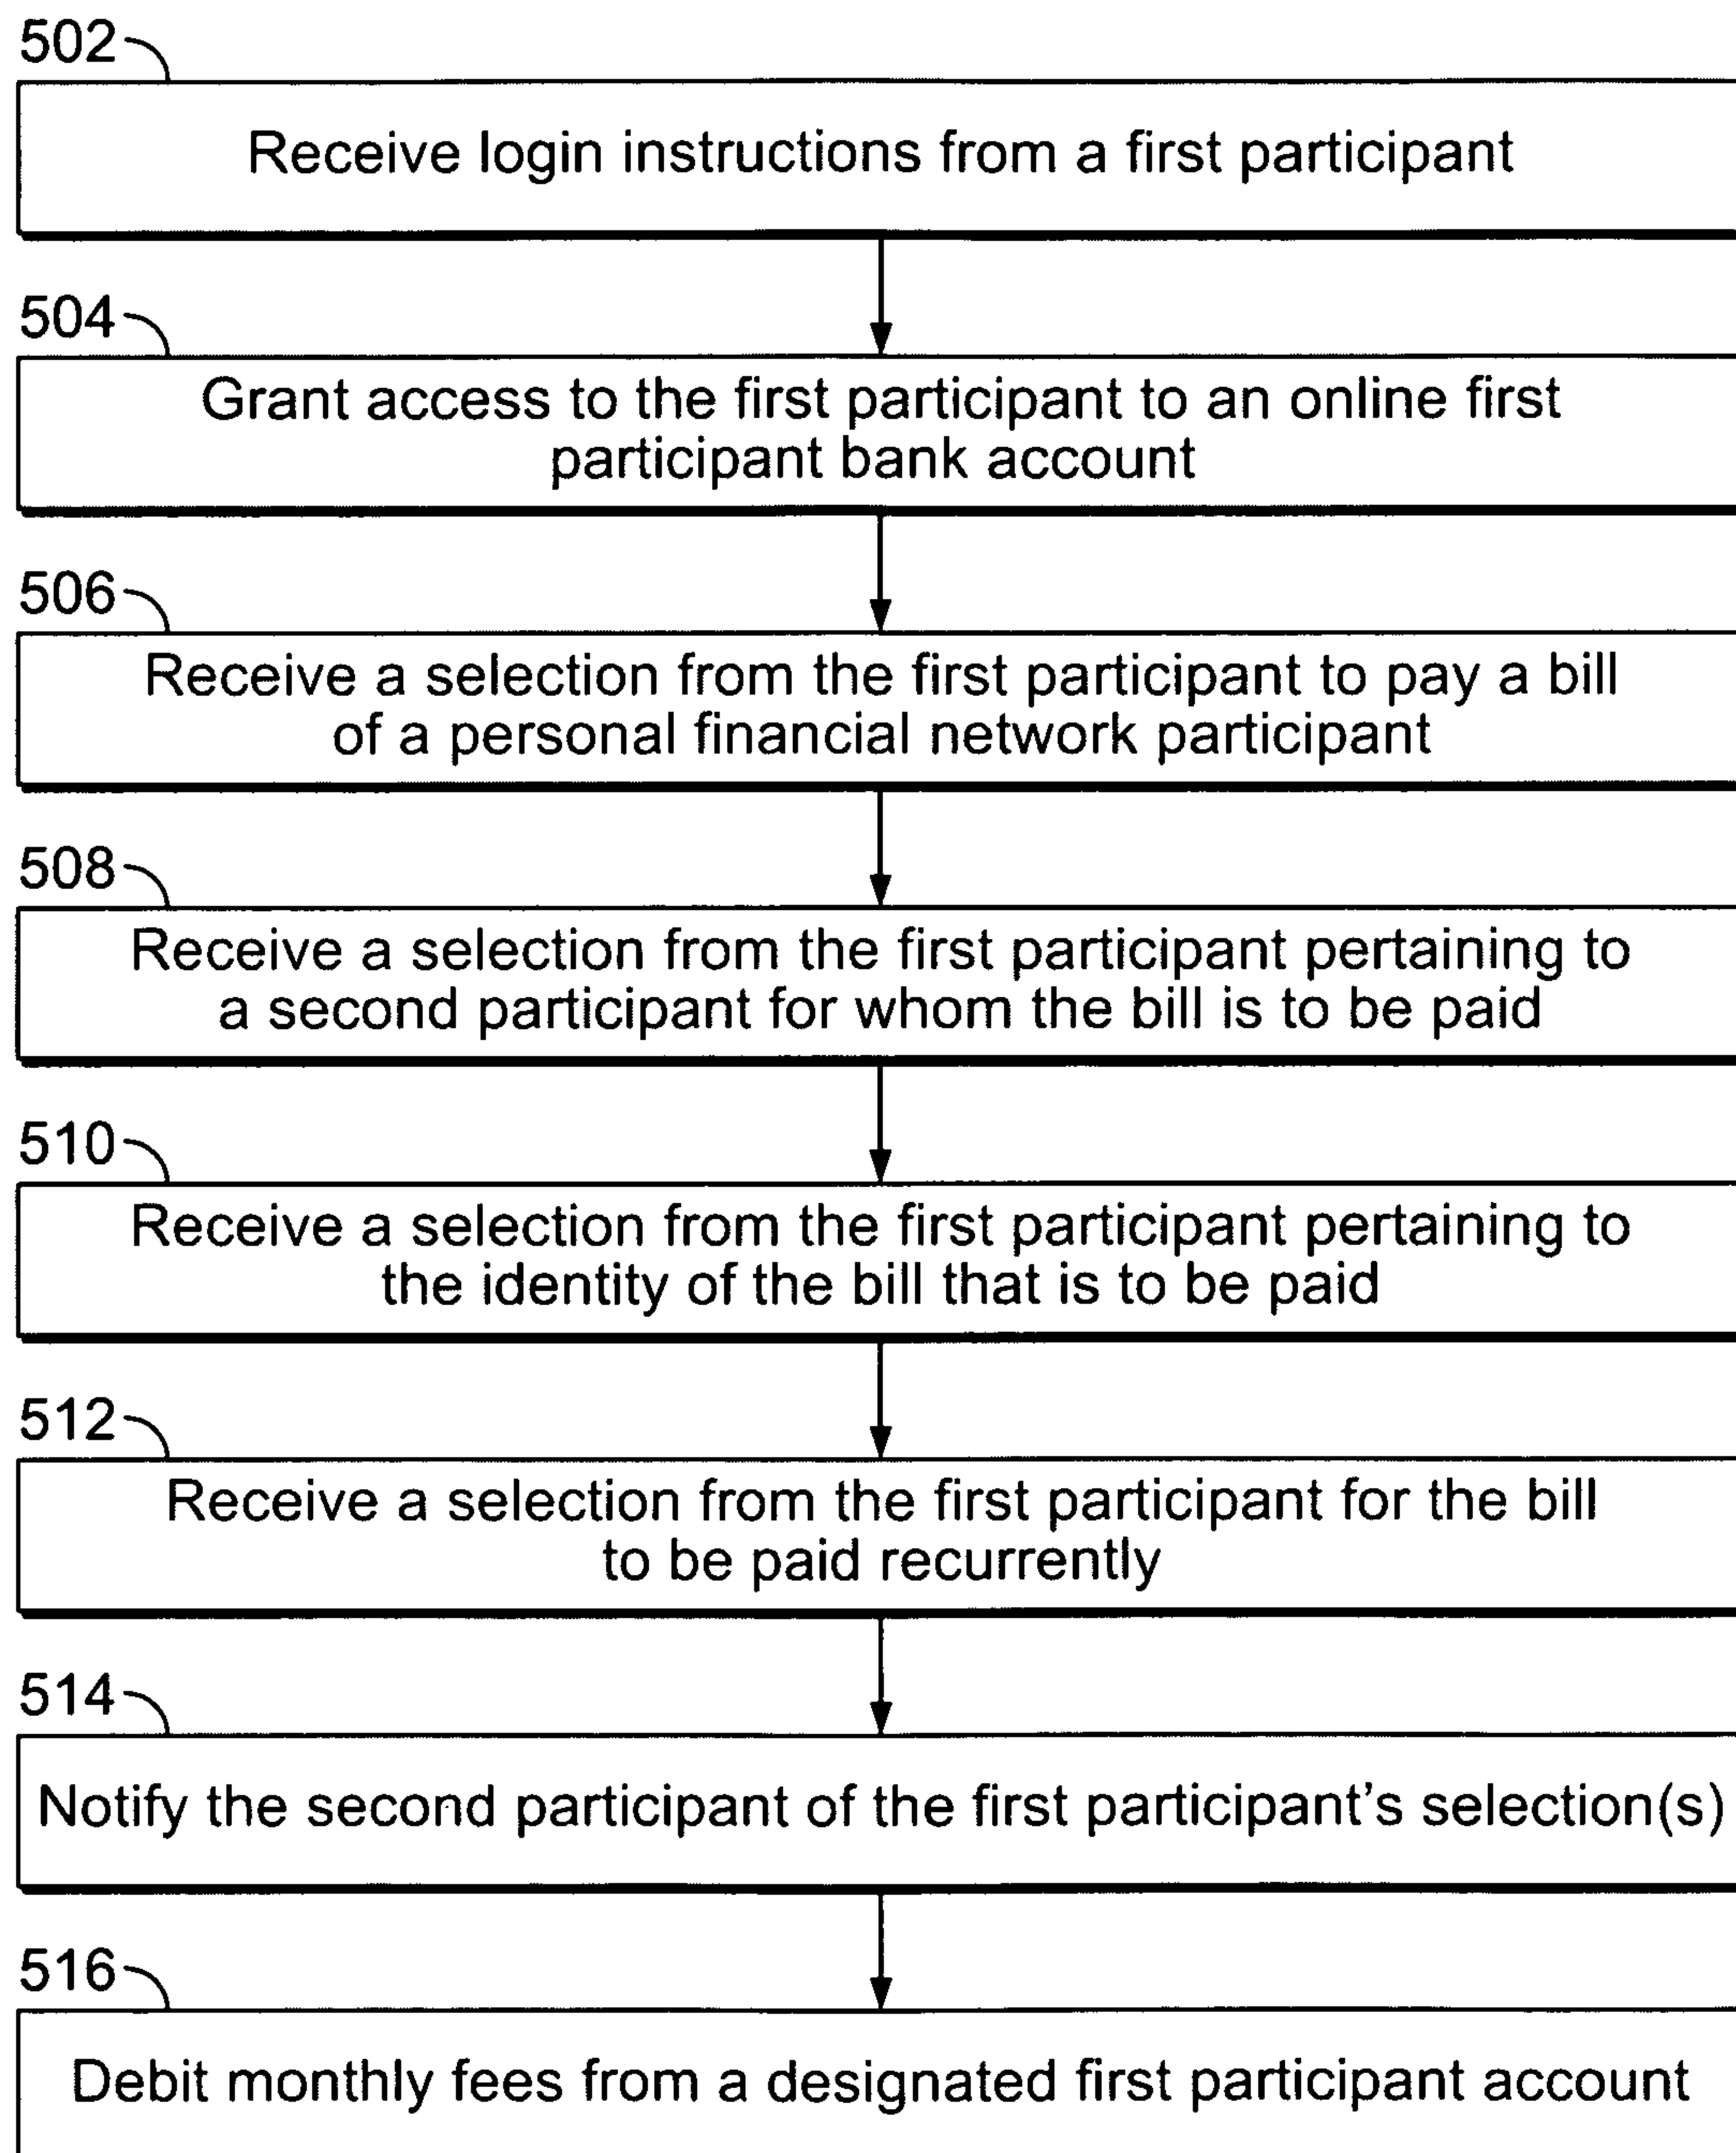 502
Receive login instructions from a first participant
504
Grant access to the first participant to an online first
participant bank account
506
Receive a selection from the first participant to pay a bill
of a personal financial network participant
508
Receive a selection from the first participant pertaining to
a second participant for whom the bill is to be paid
510
Receive a selection from the first participant pertaining to
the identity of the bill that is to be paid
512
Receive a selection from the first participant for the bill
to be paid recurrently
514
Notify the second participant of the first participant's selection(s)
516
Debit monthly fees from a designated first participant account